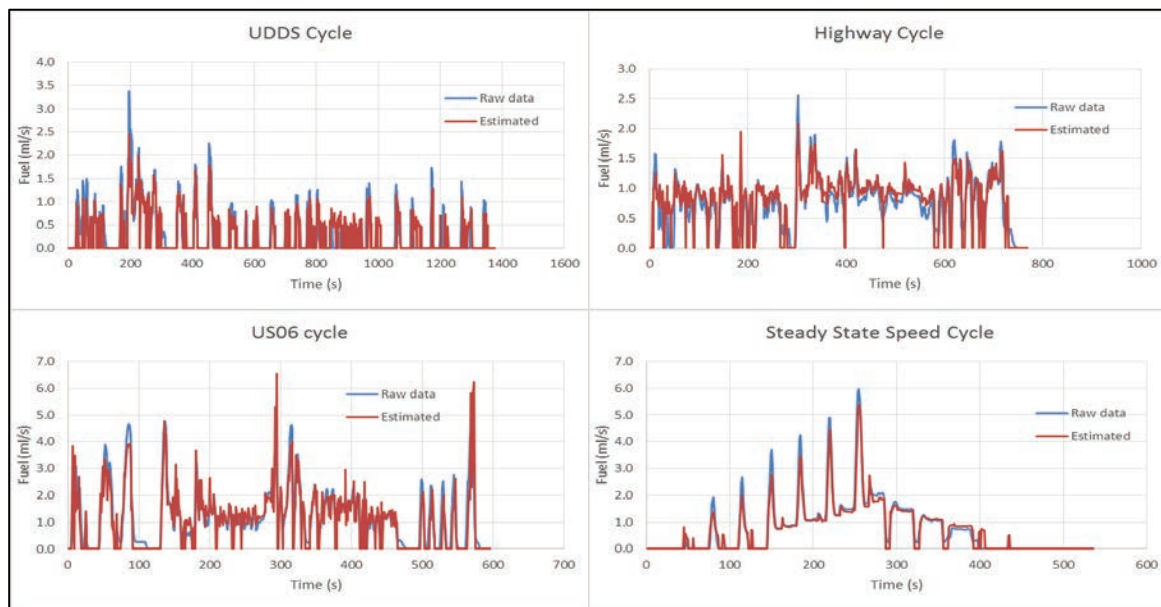 UDDS Cycle
4.0
3.5
3.0
2.5
2.0
1.5
1.0
0.5
0.0
Fuel (ml/s)
Raw data
Estimated
0 200 400 600 800 1000 1200 1400 1600
Time (s)
Highway Cycle
3.0
2.5
2.0
1.5
1.0
0.5
0.0
Fuel (ml/s)
Raw data
Estimated
0 200 400 600 800 1000
Time (s)
US06 cycle
7.0
6.0
5.0
4.0
3.0
2.0
1.0
0.0
Fuel (ml/s)
Raw data
Estimated
0 100 200 300 400 500 600 700
Time (s)
Steady State Speed Cycle
7.0
6.0
5.0
4.0
3.0
2.0
1.0
0.0
Fuel (ml/s)
Raw data
Estimated
0 100 200 300 400 500 600
Time (s)